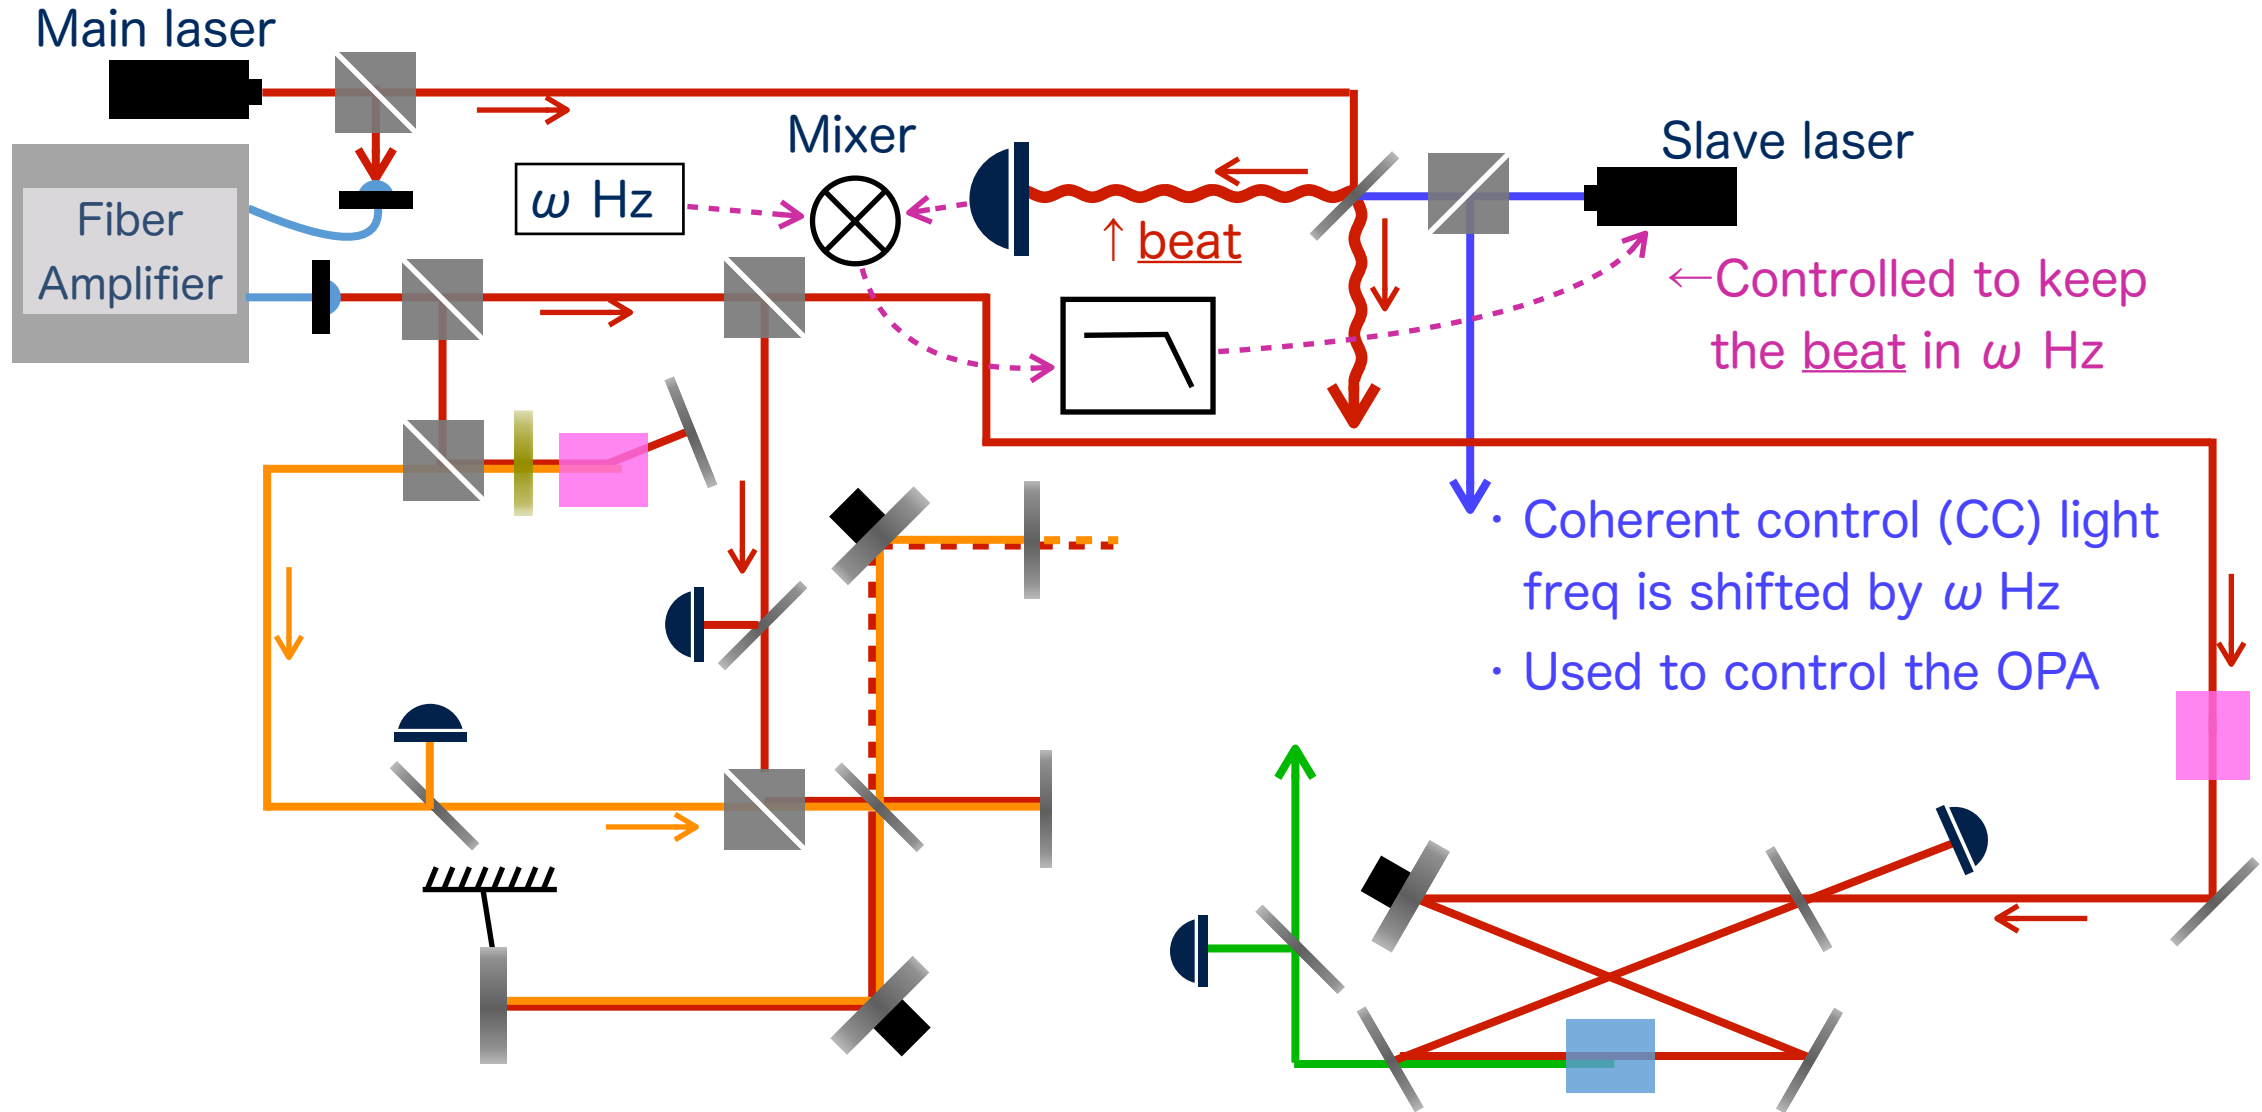 Main laser
Mixer
Slave laser
Fiber
Amplifier
ω Hz
↑ beat
←Controlled to keep
the beat in ω Hz
・Coherent control (CC) light
freq is shifted by ω Hz
・Used to control the OPA